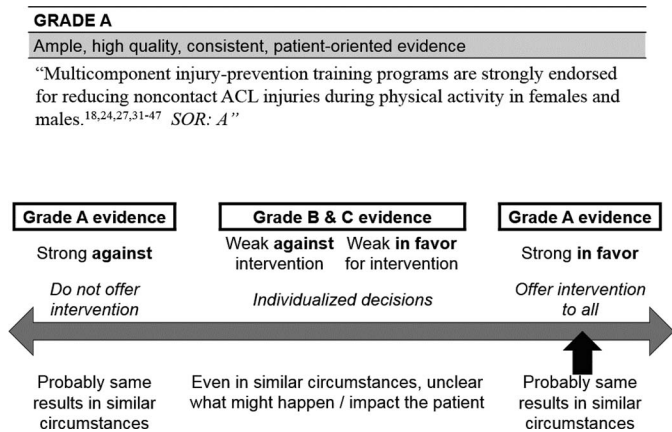 GRADE A
Ample, high quality, consistent, patient-oriented evidence
“Multicomponent injury-prevention training programs are strongly endorsed
for reducing noncontact ACL injuries during physical activity in females and
males.18,24,27,31-47 SOR: A”
Grade A evidence
Strong against
Do not offer
intervention
Grade B & C evidence
Weak against
intervention
Weak in favor
for intervention
Individualized decisions
Grade A evidence
Strong in favor
Offer intervention
to all
Probably same
results in similar
circumstances
Even in similar circumstances, unclear
what might happen / impact the patient
Probably same
results in similar
circumstances